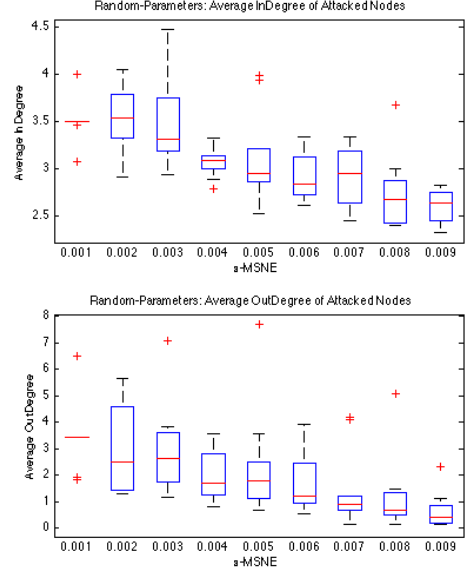 Random-Parameters: Average InDegree of Attacked Nodes
4.5
4
3.5
3
2.5
Average InDegree
0.001 0.002 0.003 0.004 0.005 0.006 0.007 0.008 0.009
ε-MSNE
Random-Parameters: Average OutDegree of Attacked Nodes
8
7
6
5
4
3
2
1
0
Average OutDegree
0.001 0.002 0.003 0.004 0.005 0.006 0.007 0.008 0.009
ε-MSNE